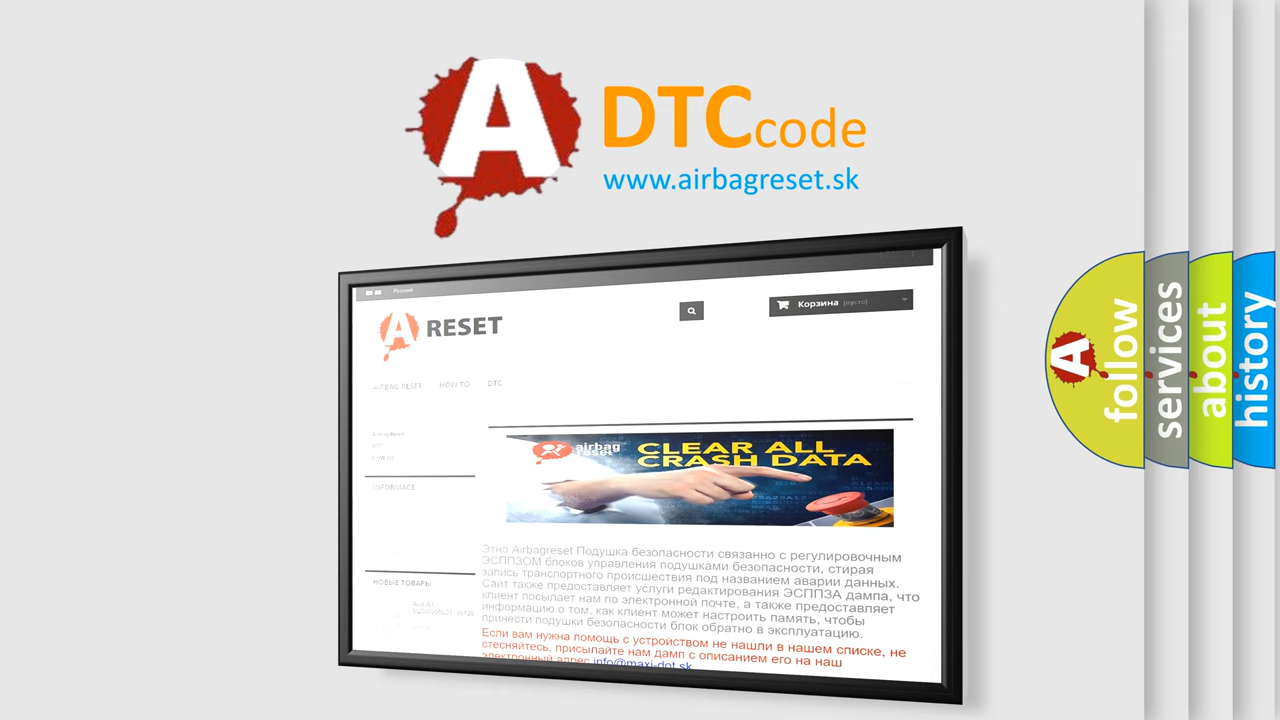 A DTC code
www.airbagreset.sk
Русский
Корзина (пусто)
A RESET
AIRBAG RESET HOW TO DTC
INFORMACE
НОВЫЕ ТОВАРЫ
airbag
reset
CLEAR ALL
CRASH DATA
Этно Airbagreset Подушка безопасности связанно с регулировочным
ЭСППЗОМ блоков управления подушками безопасности, стирая
запись транспортного происшествия под названием аварии данных.
Сайт также предоставляет услуги редактирования ЭСППЗА дампа, что
клиент посылает нам по электронной почте, а также предоставляет
информацию о том, как клиент может настроить память, чтобы
принести подушки безопасности блок обратно в эксплуатацию.
Если вам нужна помощь с устройством не нашли в нашем списке, не
стесняйтесь, присылайте нам дамп с описанием его на наш
электронный адрес info@maxi-dot.sk
A follow
services
about
history